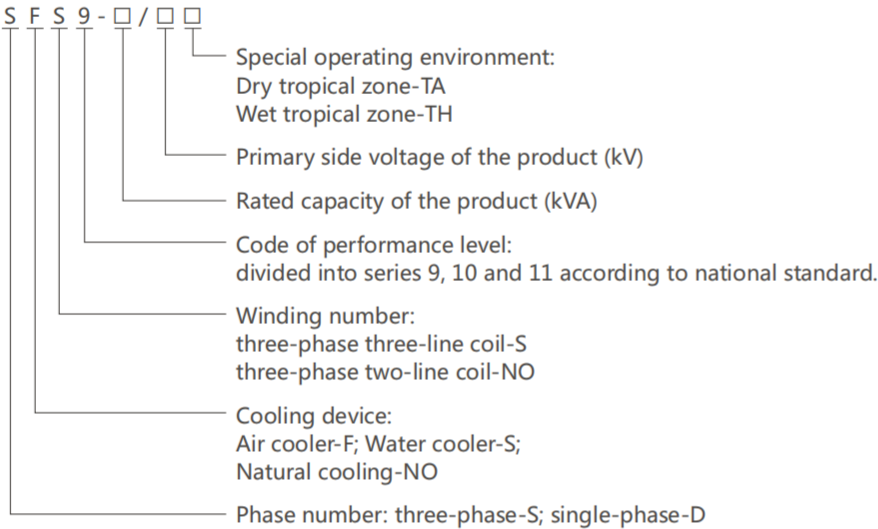 S F S 9 - □ / □ □
Special operating environment:
Dry tropical zone-TA
Wet tropical zone-TH
Primary side voltage of the product (kV)
Rated capacity of the product (kVA)
Code of performance level:
divided into series 9, 10 and 11 according to national standard.
Winding number:
three-phase three-line coil-S
three-phase two-line coil-NO
Cooling device:
Air cooler-F; Water cooler-S;
Natural cooling-NO
Phase number: three-phase-S; single-phase-D